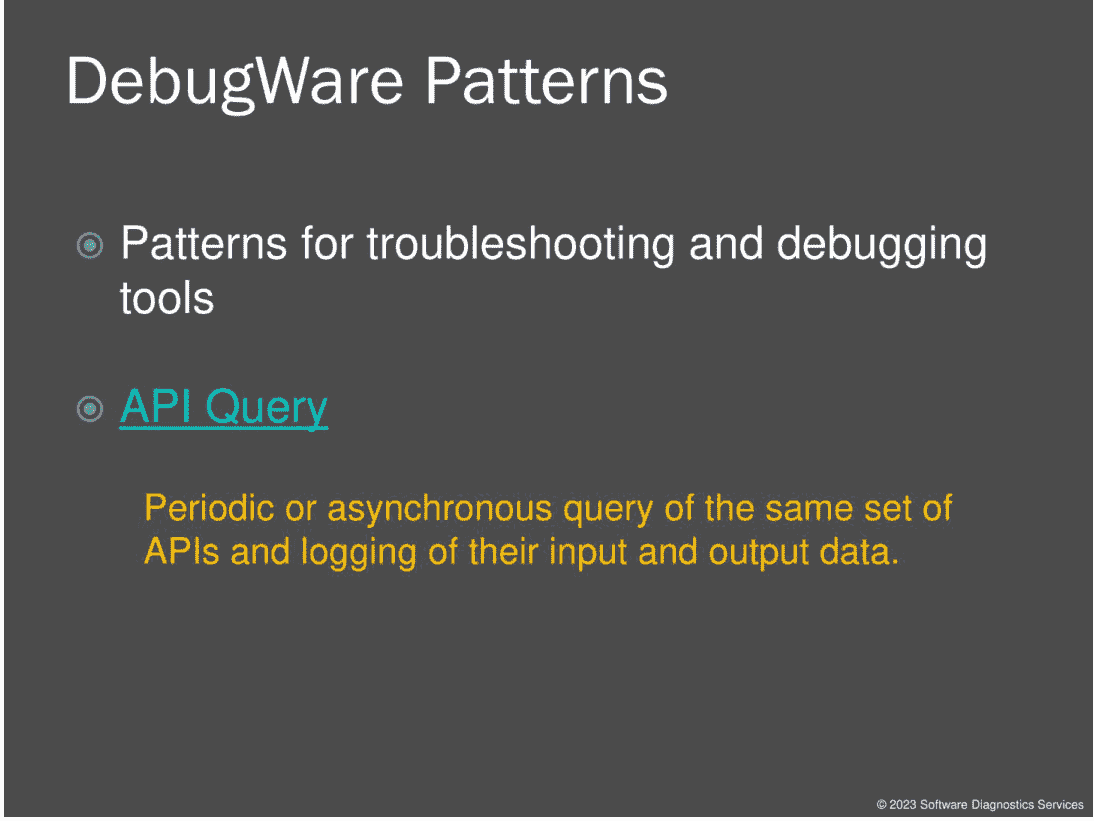 DebugWare Patterns
Patterns for troubleshooting and debugging
tools
API Query
Periodic or asynchronous query of the same set of
APIs and logging of their input and output data.
© 2023 Software Diagnostics Services